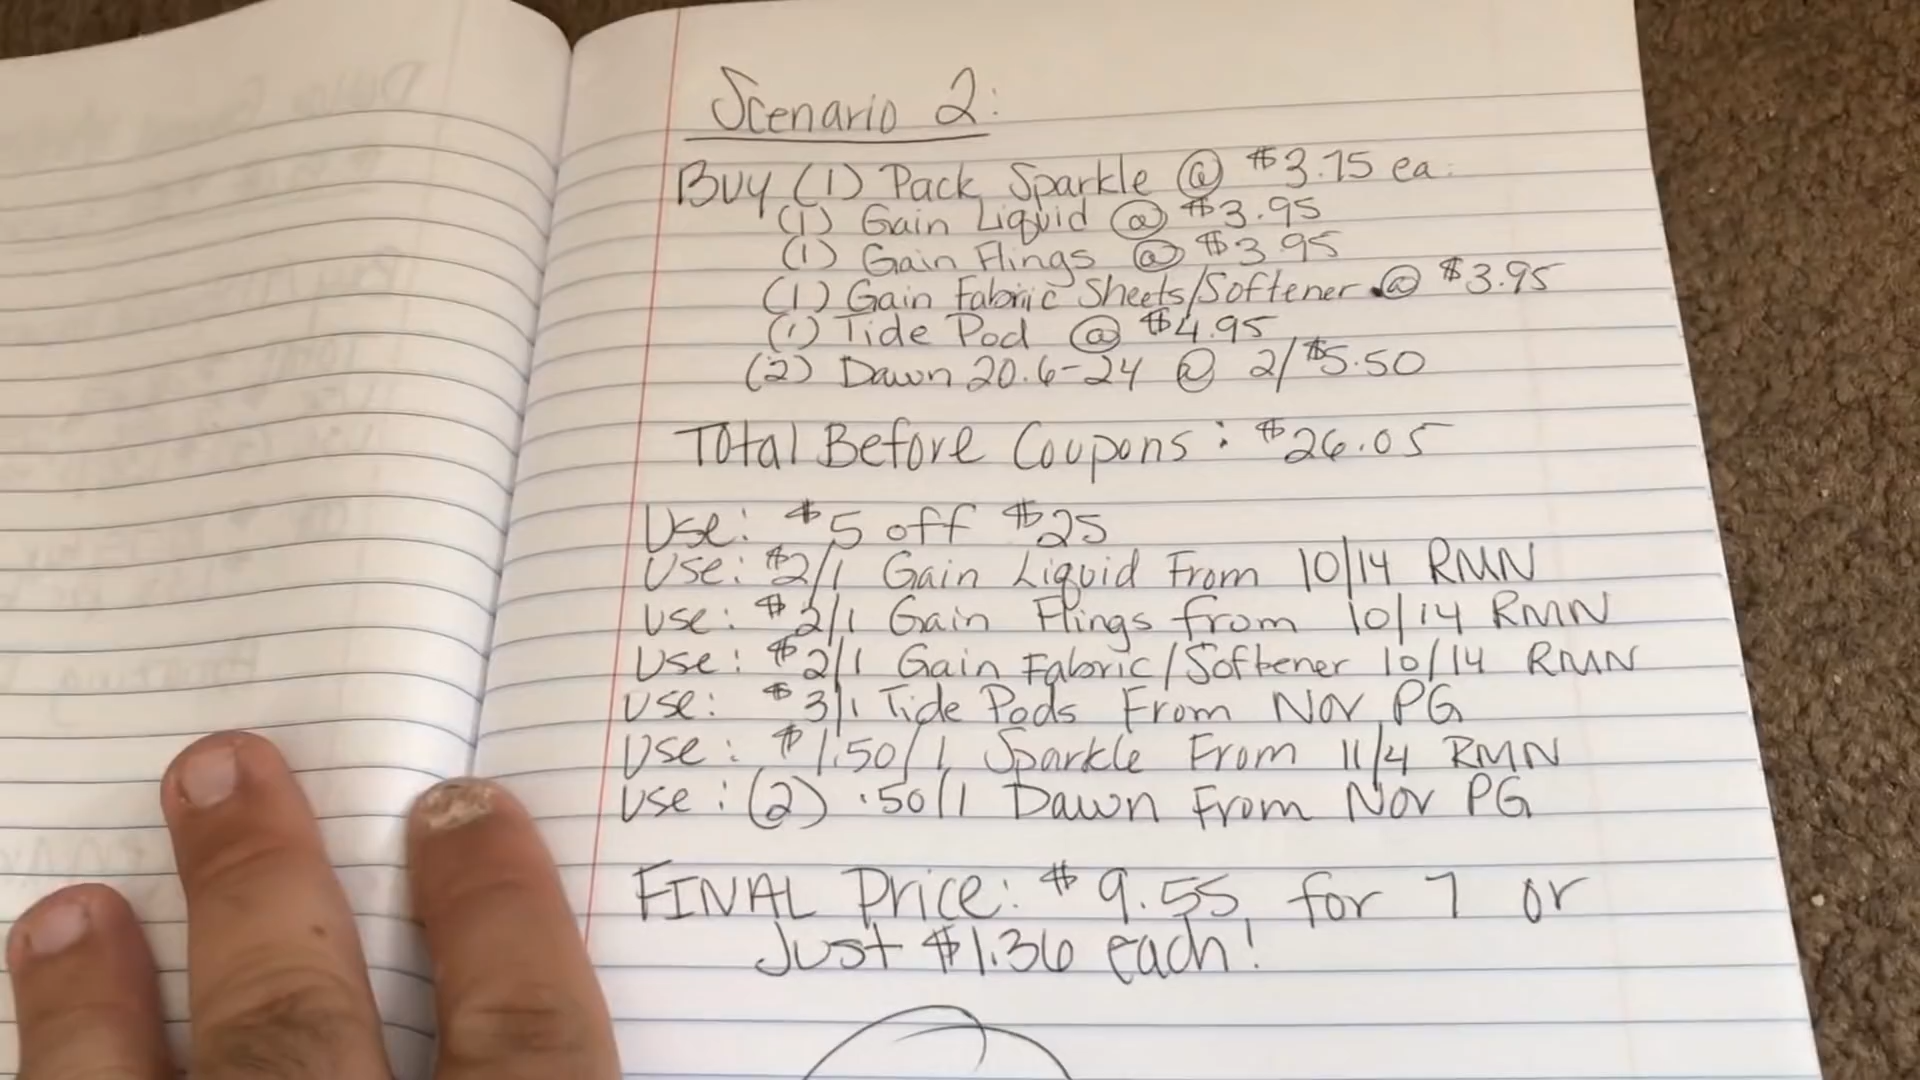 Scenario 2:
Buy (1) Pack Sparkle @ $3.75 ea.
(1) Gain Liquid @ $3.95
(1) Gain Flings @ $3.95
(1) Gain Fabric Sheets/Softener @ $3.95
(1) Tide Pod @ $4.95
(2) Dawn 20.6-24 @ 2/$5.50
Total Before Coupons: $26.05
Use: $5 off $25
Use: $2/1 Gain Liquid From 10/14 RMN
Use: $2/1 Gain Flings from 10/14 RMN
Use: $2/1 Gain Fabric/Softener 10/14 RMN
Use: $3/1 Tide Pods From Nov PG
Use: $1.50/1 Sparkle From 11/4 RMN
Use: (2) .50/1 Dawn From Nov PG
FINAL Price: $9.55 for 7 or
Just $1.36 each!